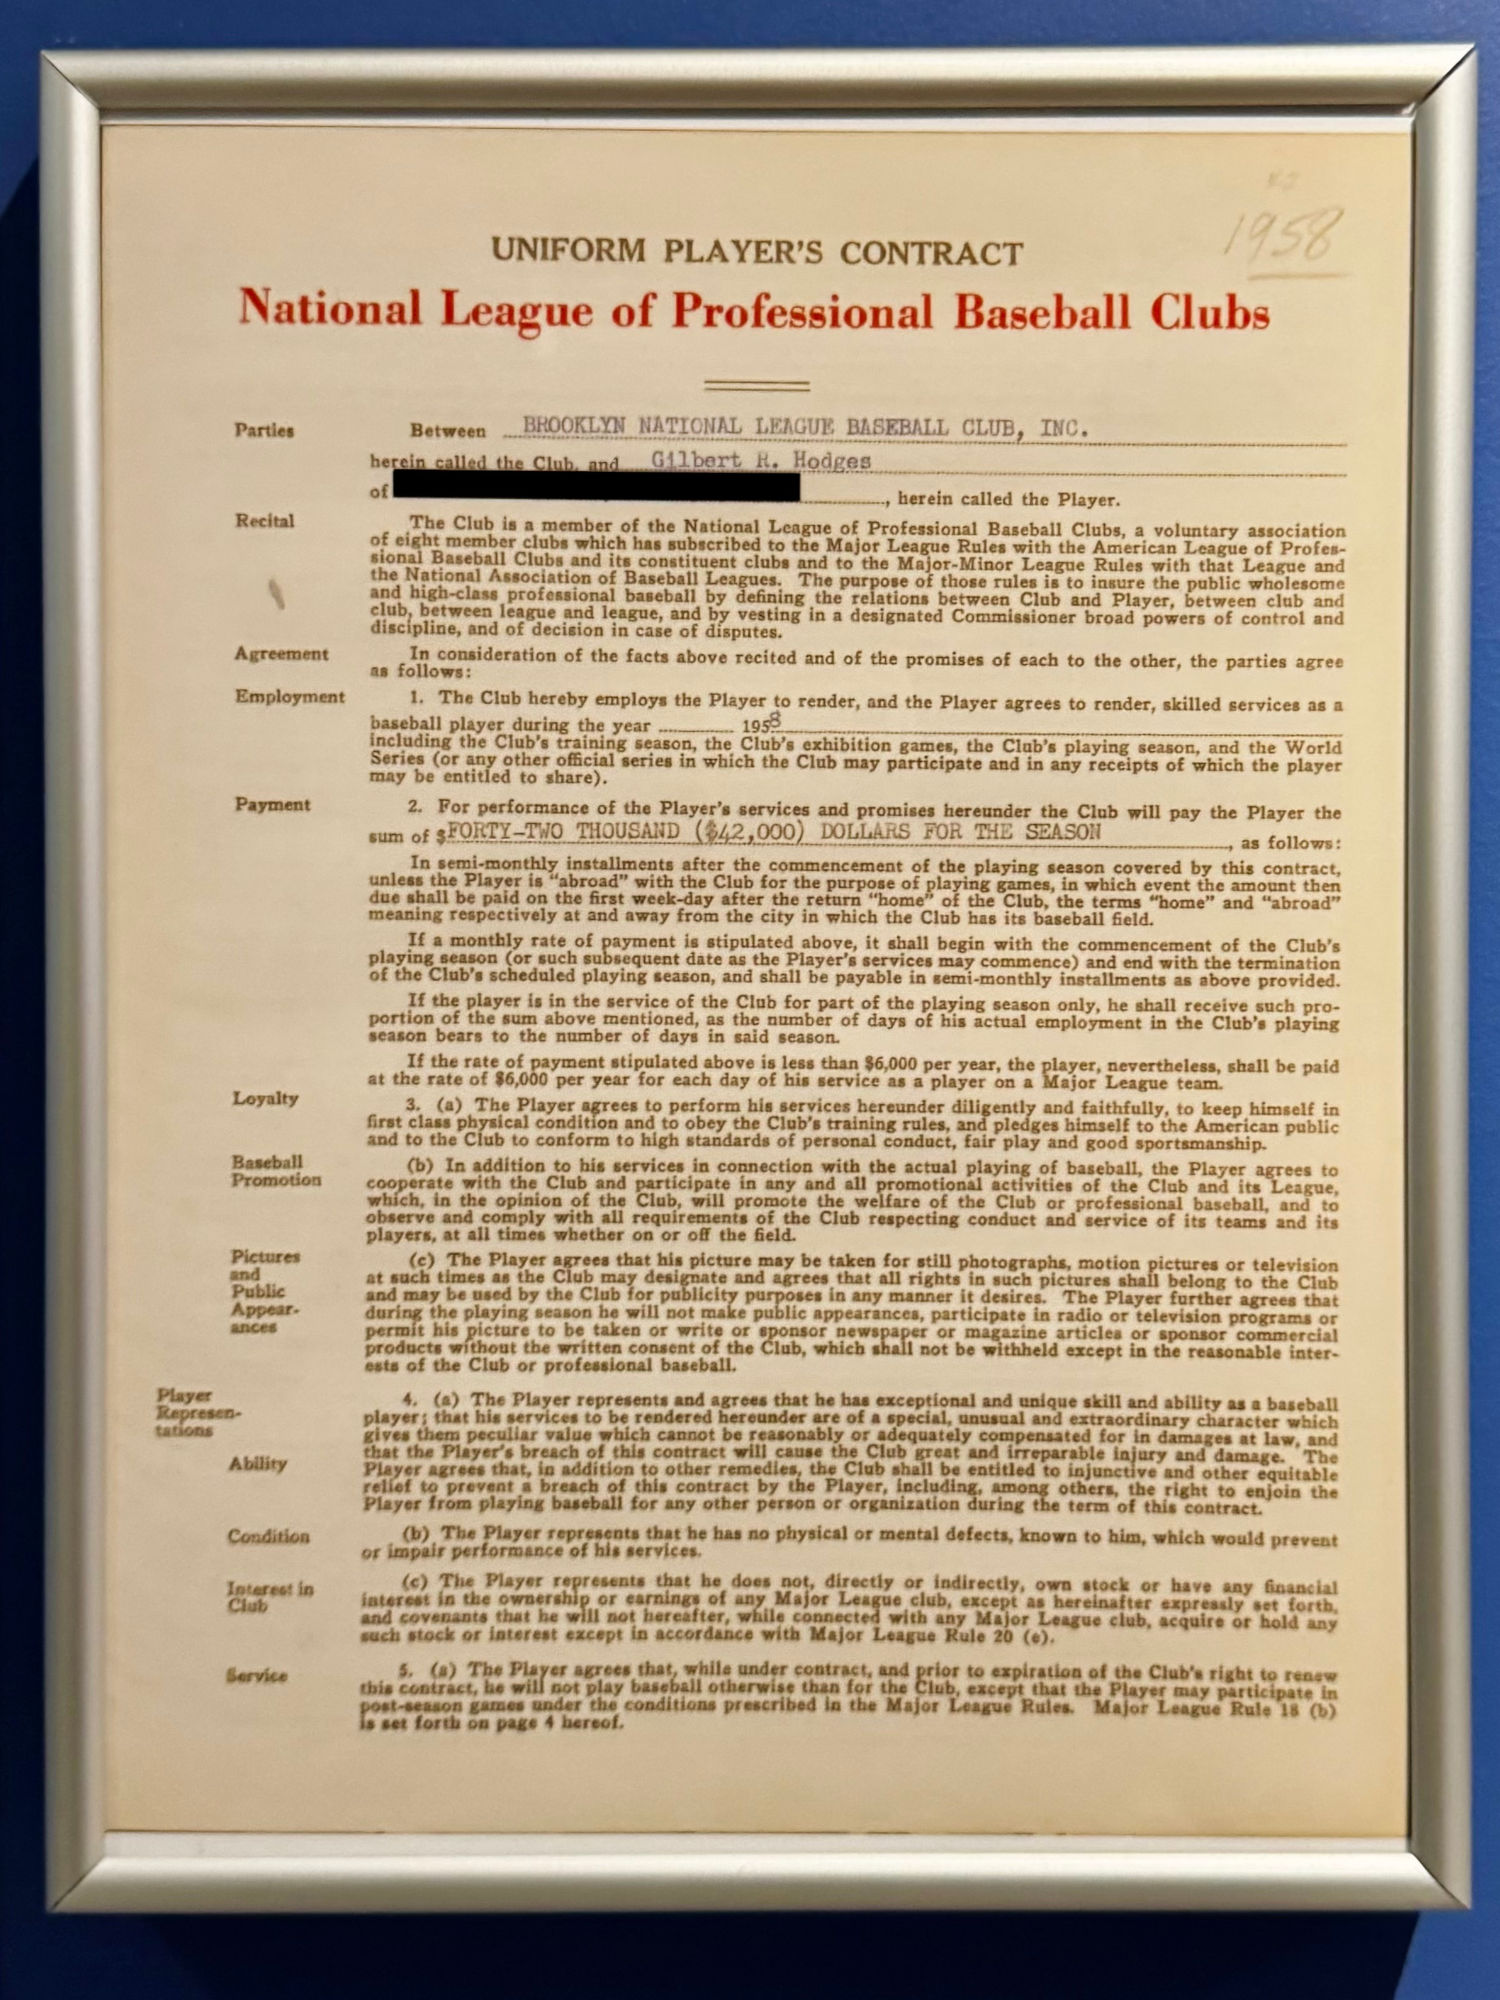 1958
UNIFORM PLAYER'S CONTRACT
National League of Professional Baseball Clubs
Parties
Between BROOKLYN NATIONAL LEAGUE BASEBALL CLUB, INC.
herein called the Club, and Gilbert R. Hodges
of , herein called the Player.
Recital
The Club is a member of the National League of Professional Baseball Clubs, a voluntary association
of eight member clubs which has subscribed to the Major League Rules with the American League of Profes-
sional Baseball Clubs and its constituent clubs and to the Major-Minor League Rules with that League and
the National Association of Baseball Leagues. The purpose of those rules is to insure the public wholesome
and high-class professional baseball by defining the relations between Club and Player, between club and
club, between league and league, and by vesting in a designated Commissioner broad powers of control and
discipline, and of decision in case of disputes.
Agreement
In consideration of the facts above recited and of the promises of each to the other, the parties agree
as follows:
Employment
1. The Club hereby employs the Player to render, and the Player agrees to render, skilled services as a
baseball player during the year 1958
including the Club's training season, the Club's exhibition games, the Club's playing season, and the World
Series (or any other official series in which the Club may participate and in any receipts of which the player
may be entitled to share).
Payment
2. For performance of the Player's services and promises hereunder the Club will pay the Player the
sum of $FORTY-TWO THOUSAND ($42,000) DOLLARS FOR THE SEASON, as follows:
In semi-monthly installments after the commencement of the playing season covered by this contract,
unless the Player is "abroad" with the Club for the purpose of playing games, in which event the amount then
due shall be paid on the first week-day after the return "home" of the Club, the terms "home" and "abroad"
meaning respectively at and away from the city in which the Club has its baseball field.
If a monthly rate of payment is stipulated above, it shall begin with the commencement of the Club's
playing season (or such subsequent date as the Player's services may commence) and end with the termination
of the Club's scheduled playing season, and shall be payable in semi-monthly installments as above provided.
If the player is in the service of the Club for part of the playing season only, he shall receive such pro-
portion of the sum above mentioned, as the number of days of his actual employment in the Club's playing
season bears to the number of days in said season.
If the rate of payment stipulated above is less than $6,000 per year, the player, nevertheless, shall be paid
at the rate of $6,000 per year for each day of his service as a player on a Major League team.
Loyalty
3. (a) The Player agrees to perform his services hereunder diligently and faithfully, to keep himself in
first class physical condition and to obey the Club's training rules, and pledges himself to the American public
and to the Club to conform to high standards of personal conduct, fair play and good sportsmanship.
Baseball
Promotion
(b) In addition to his services in connection with the actual playing of baseball, the Player agrees to
cooperate with the Club and participate in any and all promotional activities of the Club and its League,
which, in the opinion of the Club, will promote the welfare of the Club or professional baseball, and to
observe and comply with all requirements of the Club respecting conduct and service of its teams and its
players, at all times whether on or off the field.
Pictures
and
Public
Appear-
ances
(c) The Player agrees that his picture may be taken for still photographs, motion pictures or television
at such times as the Club may designate and agrees that all rights in such pictures shall belong to the Club
and may be used by the Club for publicity purposes in any manner it desires. The Player further agrees that
during the playing season he will not make public appearances, participate in radio or television programs or
permit his picture to be taken or write or sponsor newspaper or magazine articles or sponsor commercial
products without the written consent of the Club, which shall not be withheld except in the reasonable inter-
ests of the Club or professional baseball.
Player
Represen-
tations
Ability
4. (a) The Player represents and agrees that he has exceptional and unique skill and ability as a baseball
player; that his services to be rendered hereunder are of a special, unusual and extraordinary character which
gives them peculiar value which cannot be reasonably or adequately compensated for in damages at law, and
that the Player's breach of this contract will cause the Club great and irreparable injury and damage. The
Player agrees that, in addition to other remedies, the Club shall be entitled to injunctive and other equitable
relief to prevent a breach of this contract by the Player, including, among others, the right to enjoin the
Player from playing baseball for any other person or organization during the term of this contract.
Condition
(b) The Player represents that he has no physical or mental defects, known to him, which would prevent
or impair performance of his services.
Interest in
Club
(c) The Player represents that he does not, directly or indirectly, own stock or have any financial
interest in the ownership or earnings of any Major League club, except as hereinafter expressly set forth,
and covenants that he will not hereafter, while connected with any Major League club, acquire or hold any
such stock or interest except in accordance with Major League Rule 20 (e).
Service
5. (a) The Player agrees that, while under contract, and prior to expiration of the Club's right to renew
this contract, he will not play baseball otherwise than for the Club, except that the Player may participate in
post-season games under the conditions prescribed in the Major League Rules. Major League Rule 18 (b)
is set forth on page 4 hereof.